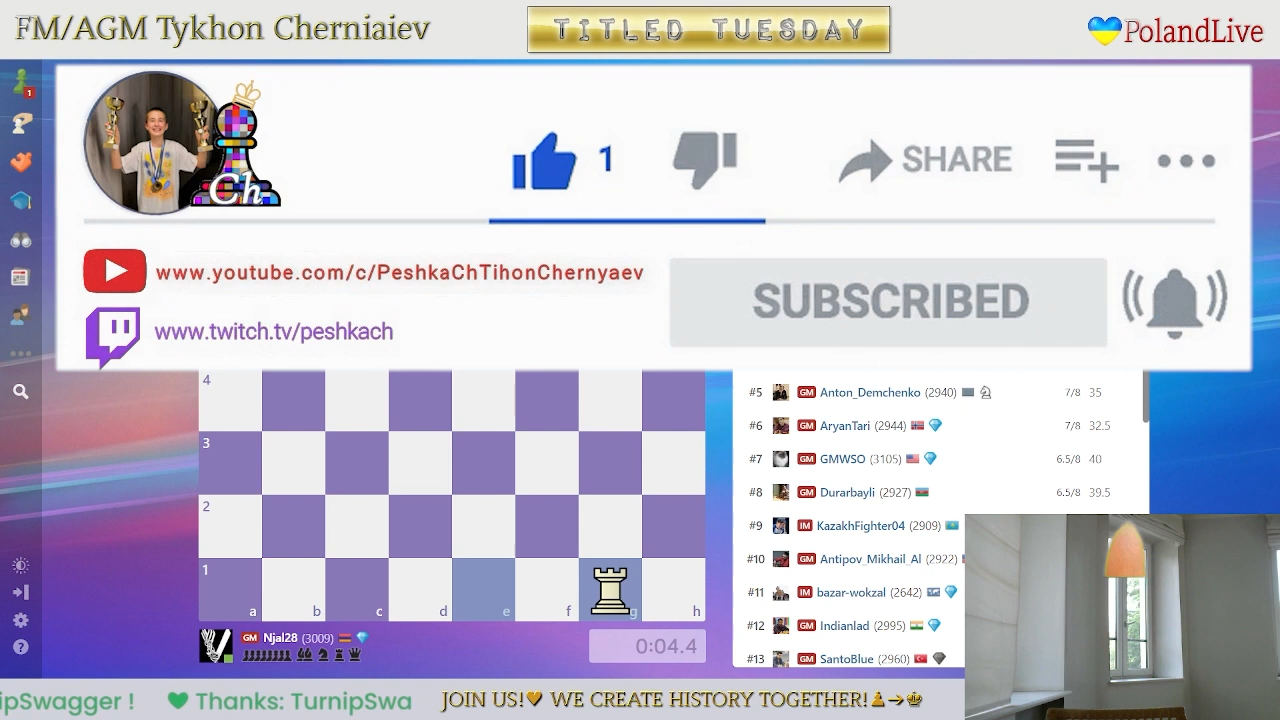 FM/AGM Tykhon Cherniaiev
TITLED TUESDAY
PolandLive
1
Ch
1
SHARE
www.youtube.com/c/PeshkaChTihonChernyaev
www.twitch.tv/peshkach
SUBSCRIBED
4
3
2
1
a b c d e f g h
GM Njal28 (3009)
0:04.4
#5 GM Anton_Demchenko (2940) 7/8 35
#6 GM AryanTari (2944) 7/8 32.5
#7 GM GMWSO (3105) 6.5/8 40
#8 GM Durarbayli (2927) 6.5/8 39.5
#9 IM KazakhFighter04 (2909)
#10 GM Antipov_Mikhail_Al (2922)
#11 IM bazar-wokzal (2642)
#12 GM Indianlad (2995)
#13 GM SantoBlue (2960)
ipSwagger ! Thanks: TurnipSwa
JOIN US! WE CREATE HISTORY TOGETHER!